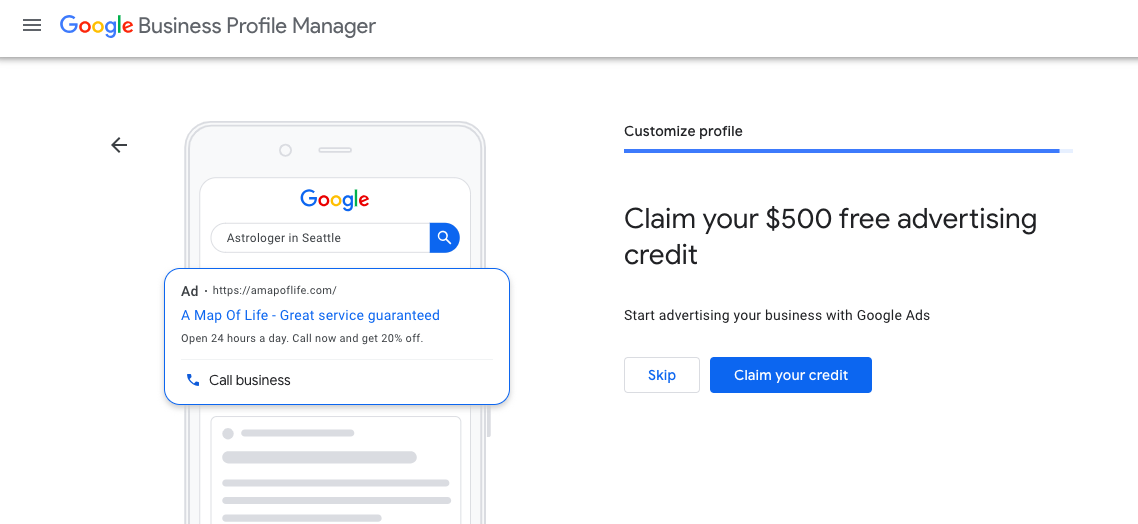 Google Business Profile Manager
Customize profile
Google
Astrologer in Seattle
Ad · https://amapoflife.com/
A Map Of Life - Great service guaranteed
Open 24 hours a day. Call now and get 20% off.
Call business
Claim your $500 free advertising
credit
Start advertising your business with Google Ads
Skip
Claim your credit